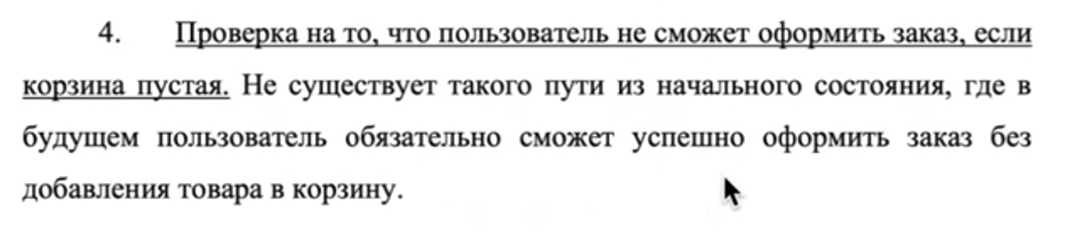 4. Проверка на то, что пользователь не сможет оформить заказ, если
корзина пустая. Не существует такого пути из начального состояния, где в
будущем пользователь обязательно сможет успешно оформить заказ без
добавления товара в корзину.